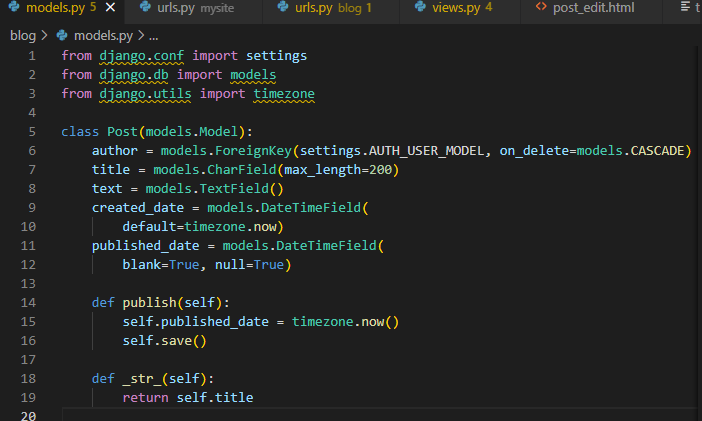 models.py 5 urls.py mysite urls.py blog 1 views.py 4 <> post_edit.html t
blog > models.py > ...
1 from django.conf import settings
2 from django.db import models
3 from django.utils import timezone
4
5 class Post(models.Model):
6 author = models.ForeignKey(settings.AUTH_USER_MODEL, on_delete=models.CASCADE)
7 title = models.CharField(max_length=200)
8 text = models.TextField()
9 created_date = models.DateTimeField(
10 default=timezone.now)
11 published_date = models.DateTimeField(
12 blank=True, null=True)
13
14 def publish(self):
15 self.published_date = timezone.now()
16 self.save()
17
18 def _str_(self):
19 return self.title
20